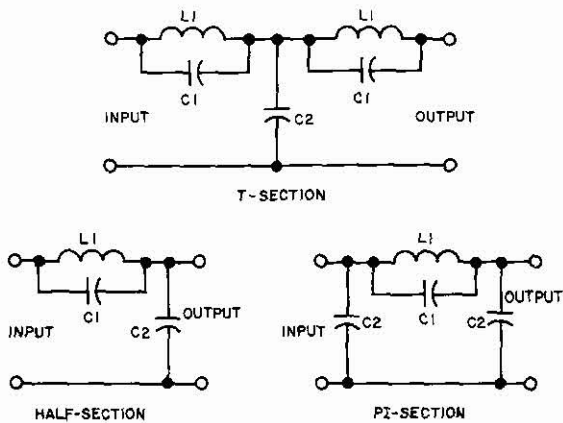 L1 L1
C1 C1
INPUT C2 OUTPUT
T-SECTION
L1
C1
INPUT C2 OUTPUT
HALF-SECTION
L1
C1
INPUT C2 C2 OUTPUT
PI-SECTION